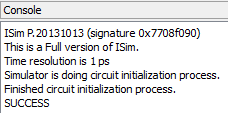 Console
ISim P.20131013 (signature 0x7708f090)
This is a Full version of ISim.
Time resolution is 1 ps
Simulator is doing circuit initialization process.
Finished circuit initialization process.
SUCCESS